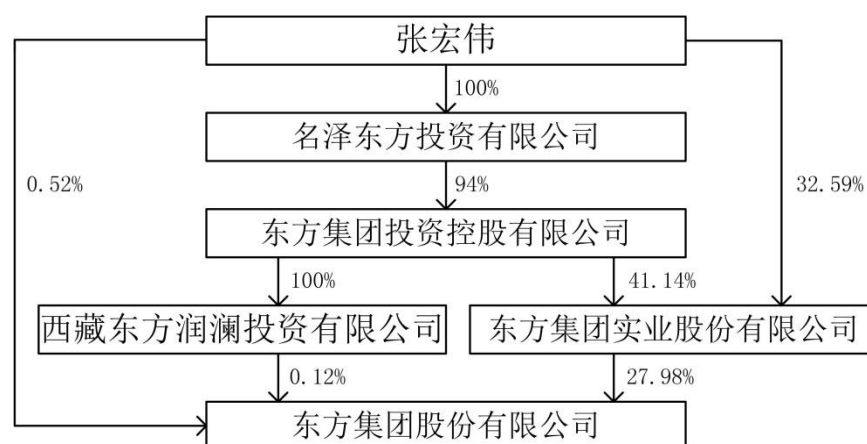 张宏伟
100%
名泽东方投资有限公司
0.52%
94%
32.59%
东方集团投资控股有限公司
100%
41.14%
西藏东方润澜投资有限公司
东方集团实业股份有限公司
0.12%
27.98%
东方集团股份有限公司